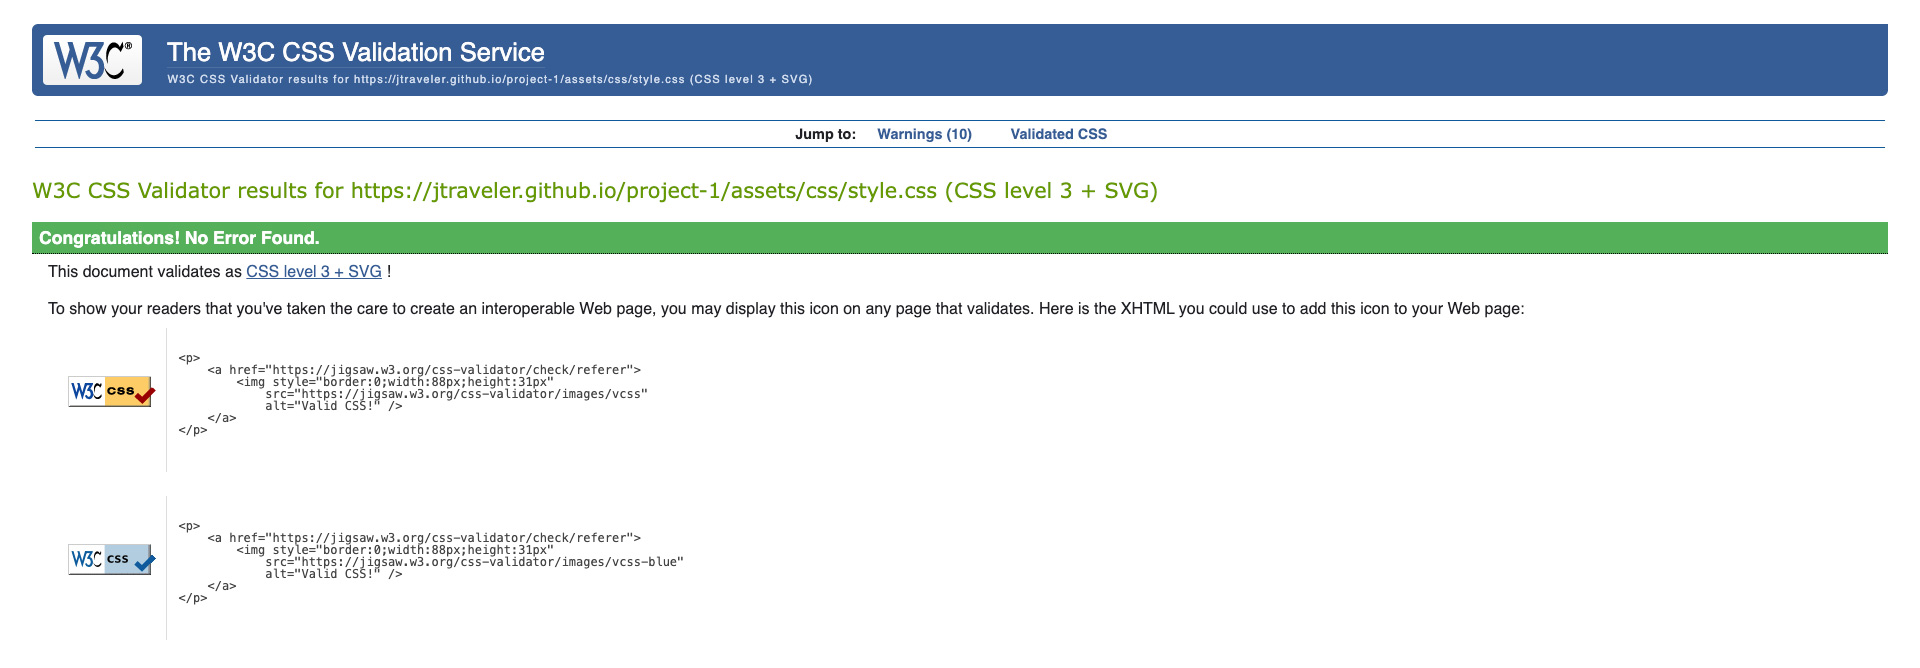 W3C®
The W3C CSS Validation Service
W3C CSS Validator results for https://jtraveler.github.io/project-1/assets/css/style.css (CSS level 3 + SVG)
Jump to: Warnings (10) Validated CSS
W3C CSS Validator results for https://jtraveler.github.io/project-1/assets/css/style.css (CSS level 3 + SVG)
Congratulations! No Error Found.
This document validates as CSS level 3 + SVG !
To show your readers that you've taken the care to create an interoperable Web page, you may display this icon on any page that validates. Here is the XHTML you could use to add this icon to your Web page:
W3C CSS
<p>
    <a href="https://jigsaw.w3.org/css-validator/check/referer">
        <img style="border:0;width:88px;height:31px"
            src="https://jigsaw.w3.org/css-validator/images/vcss"
            alt="Valid CSS!" />
    </a>
</p>
W3C CSS
<p>
    <a href="https://jigsaw.w3.org/css-validator/check/referer">
        <img style="border:0;width:88px;height:31px"
            src="https://jigsaw.w3.org/css-validator/images/vcss-blue"
            alt="Valid CSS!" />
    </a>
</p>